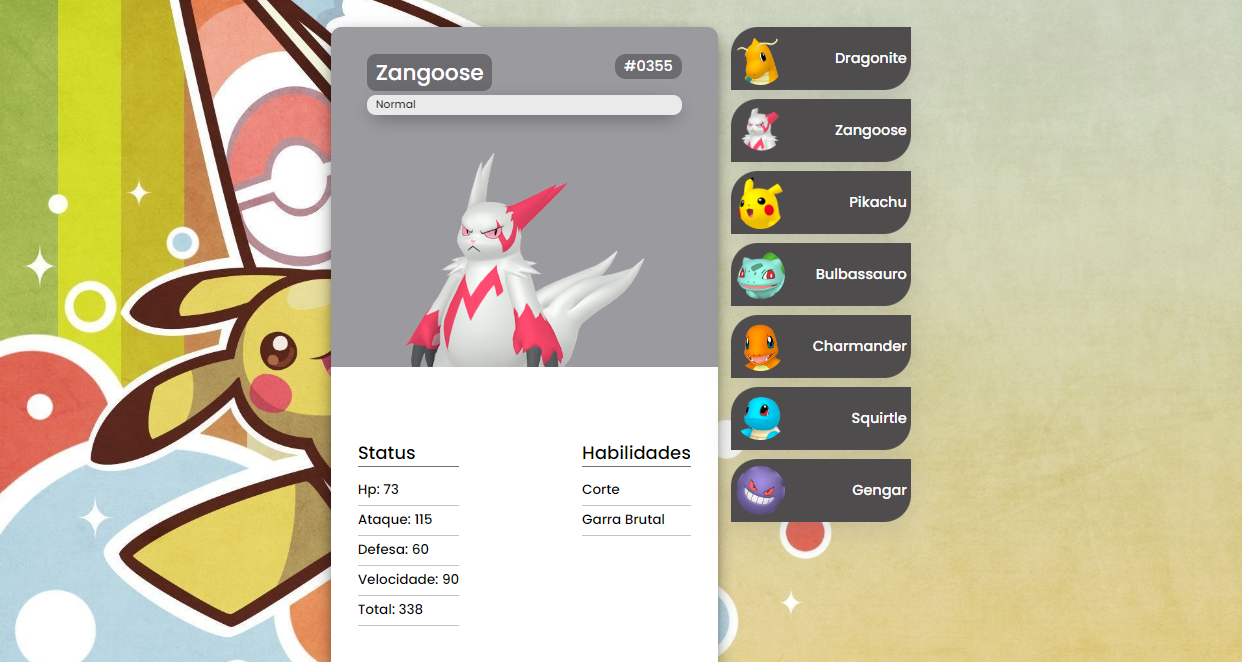 Zangoose
#0355
Normal
Status
Hp: 73
Ataque: 115
Defesa: 60
Velocidade: 90
Total: 338
Habilidades
Corte
Garra Brutal
Dragonite
Zangoose
Pikachu
Bulbassauro
Charmander
Squirtle
Gengar